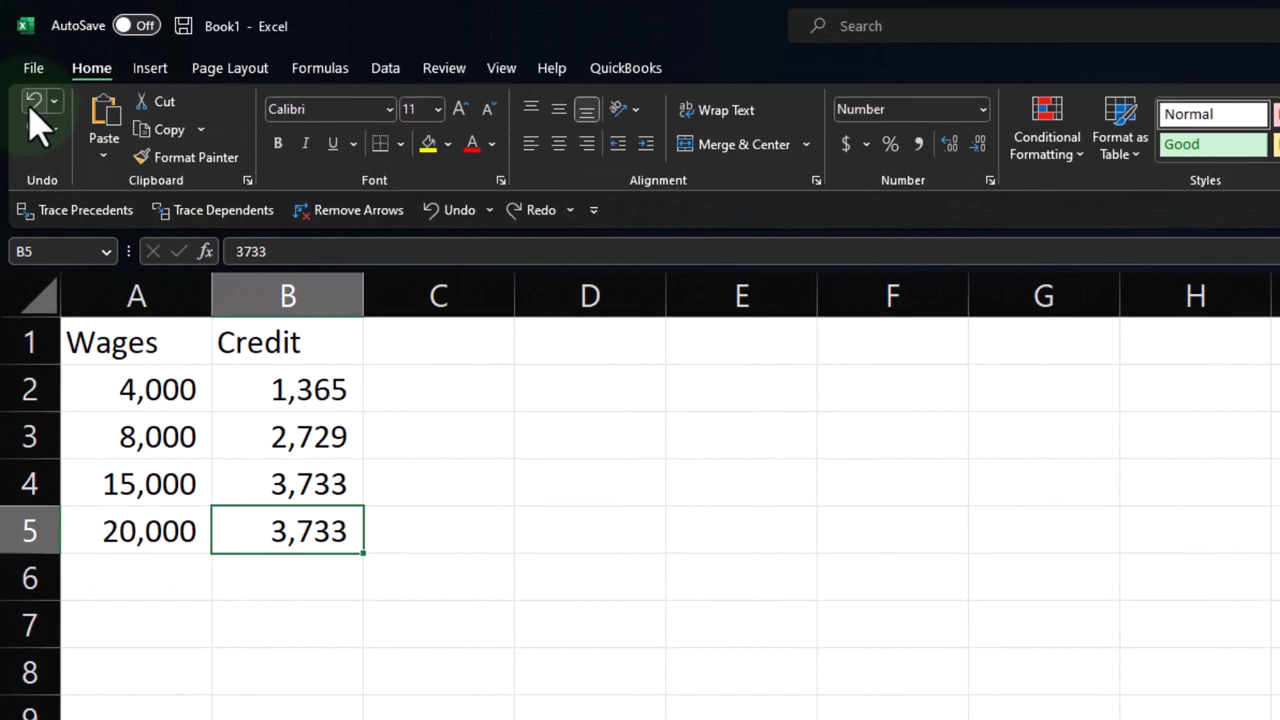 AutoSave Off Book1 - Excel Search
File Home Insert Page Layout Formulas Data Review View Help QuickBooks
Cut
Calibri 11 Wrap Text Number Normal
Paste Copy
B I U A Merge & Center $ % Conditional Formatting Format as Table Good
Format Painter
Undo Clipboard Font Alignment Number Styles
Trace Precedents Trace Dependents Remove Arrows Undo Redo
B5 fx 3733
A B C D E F G H
1 Wages Credit
2 4,000 1,365
3 8,000 2,729
4 15,000 3,733
5 20,000 3,733
6
7
8
9